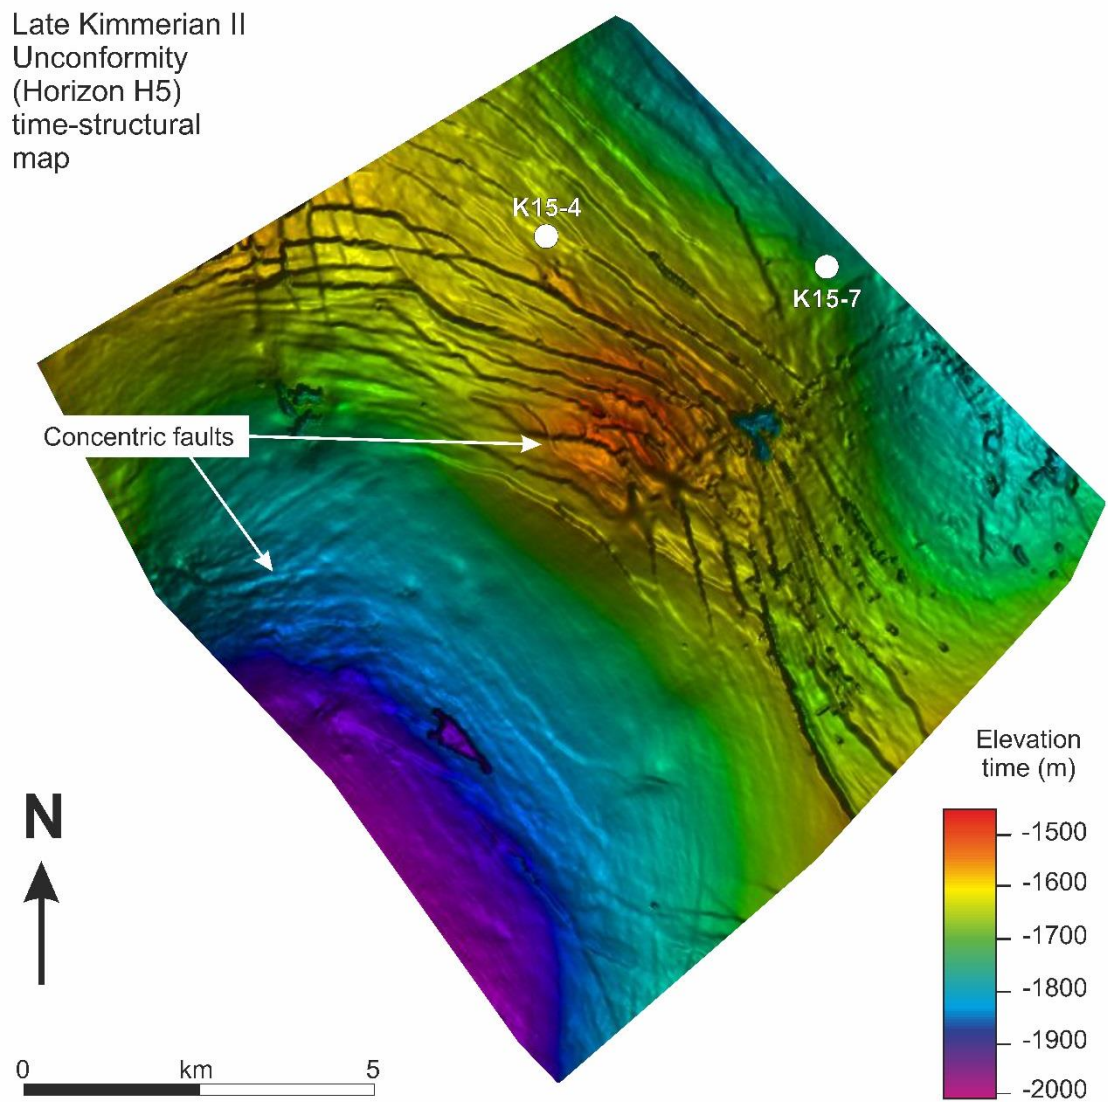 Late Kimmerian II
Unconformity
(Horizon H5)
time-structural
map
K15-4
K15-7
Concentric faults
Elevation
time (m)
-1500
-1600
-1700
-1800
-1900
-2000
N
0 km 5